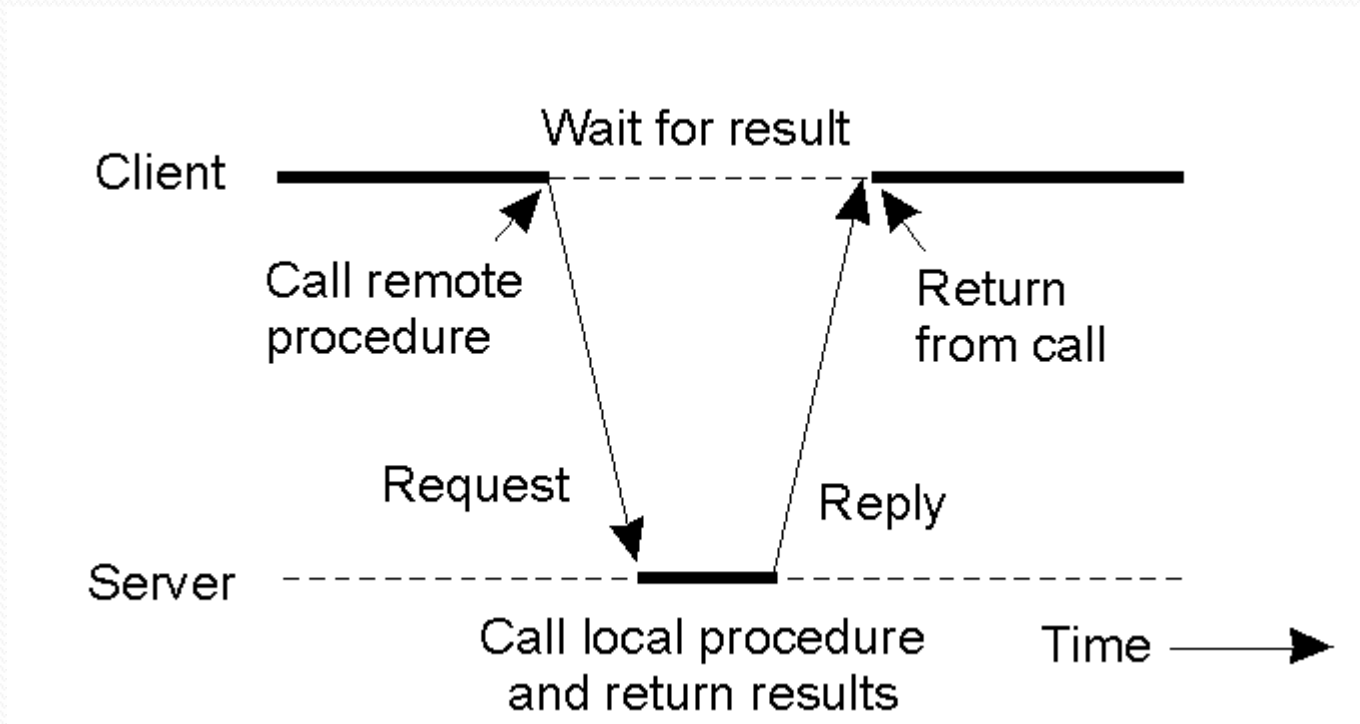 Wait for result
Client
Call remote
procedure
Return
from call
Request
Reply
Server
Call local procedure
and return results
Time